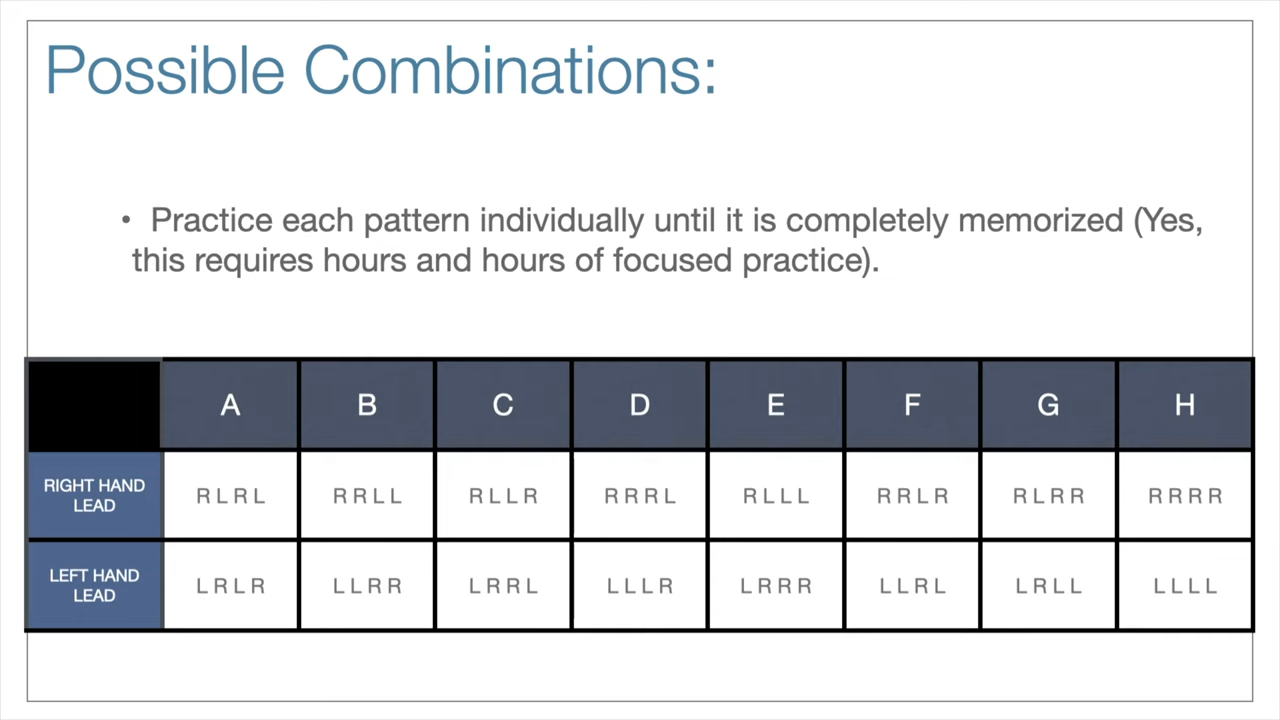 Possible Combinations:
• Practice each pattern individually until it is completely memorized (Yes,
this requires hours and hours of focused practice).
A B C D E F G H
RIGHT HAND
LEAD
R L R L R R L L R L L R R R R L R L L L R R L R R L R R R R R R
LEFT HAND
LEAD
L R L R L L R R L R R L L L L R L R R R L L R L L R L L L L L L